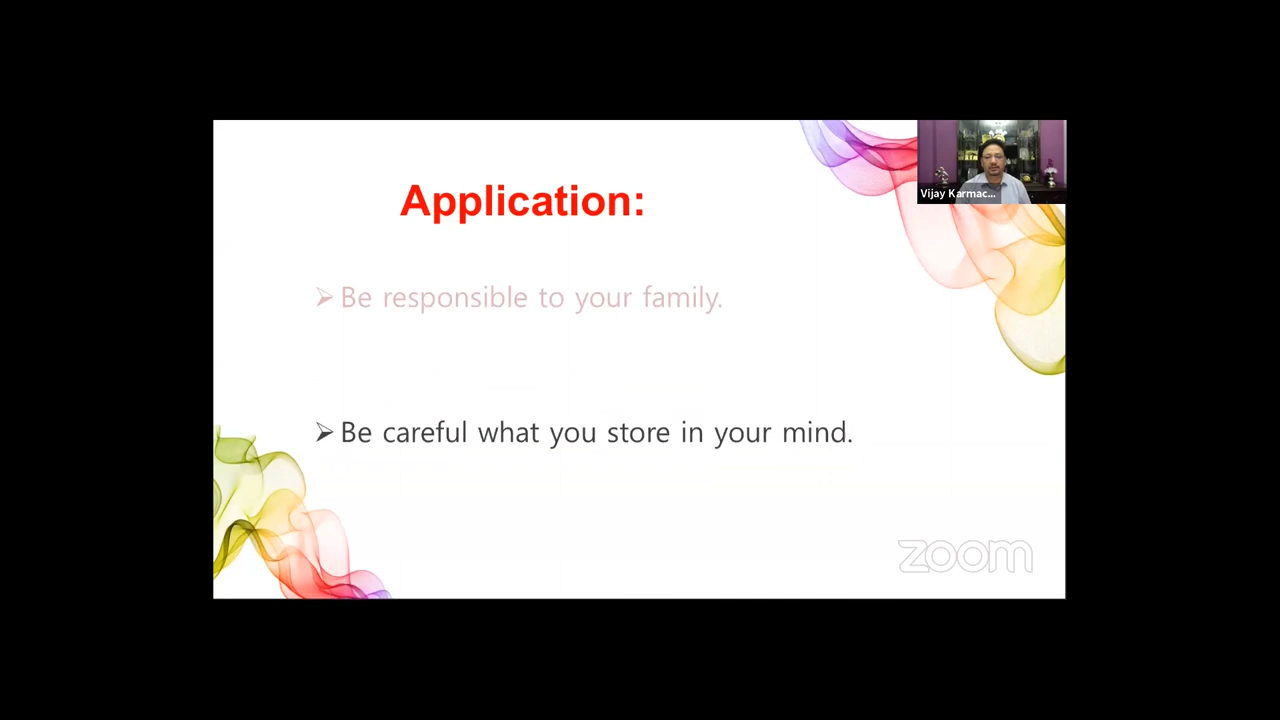 Vijay Karmac...
Application:
➢ Be responsible to your family.
➢ Be careful what you store in your mind.
zoom